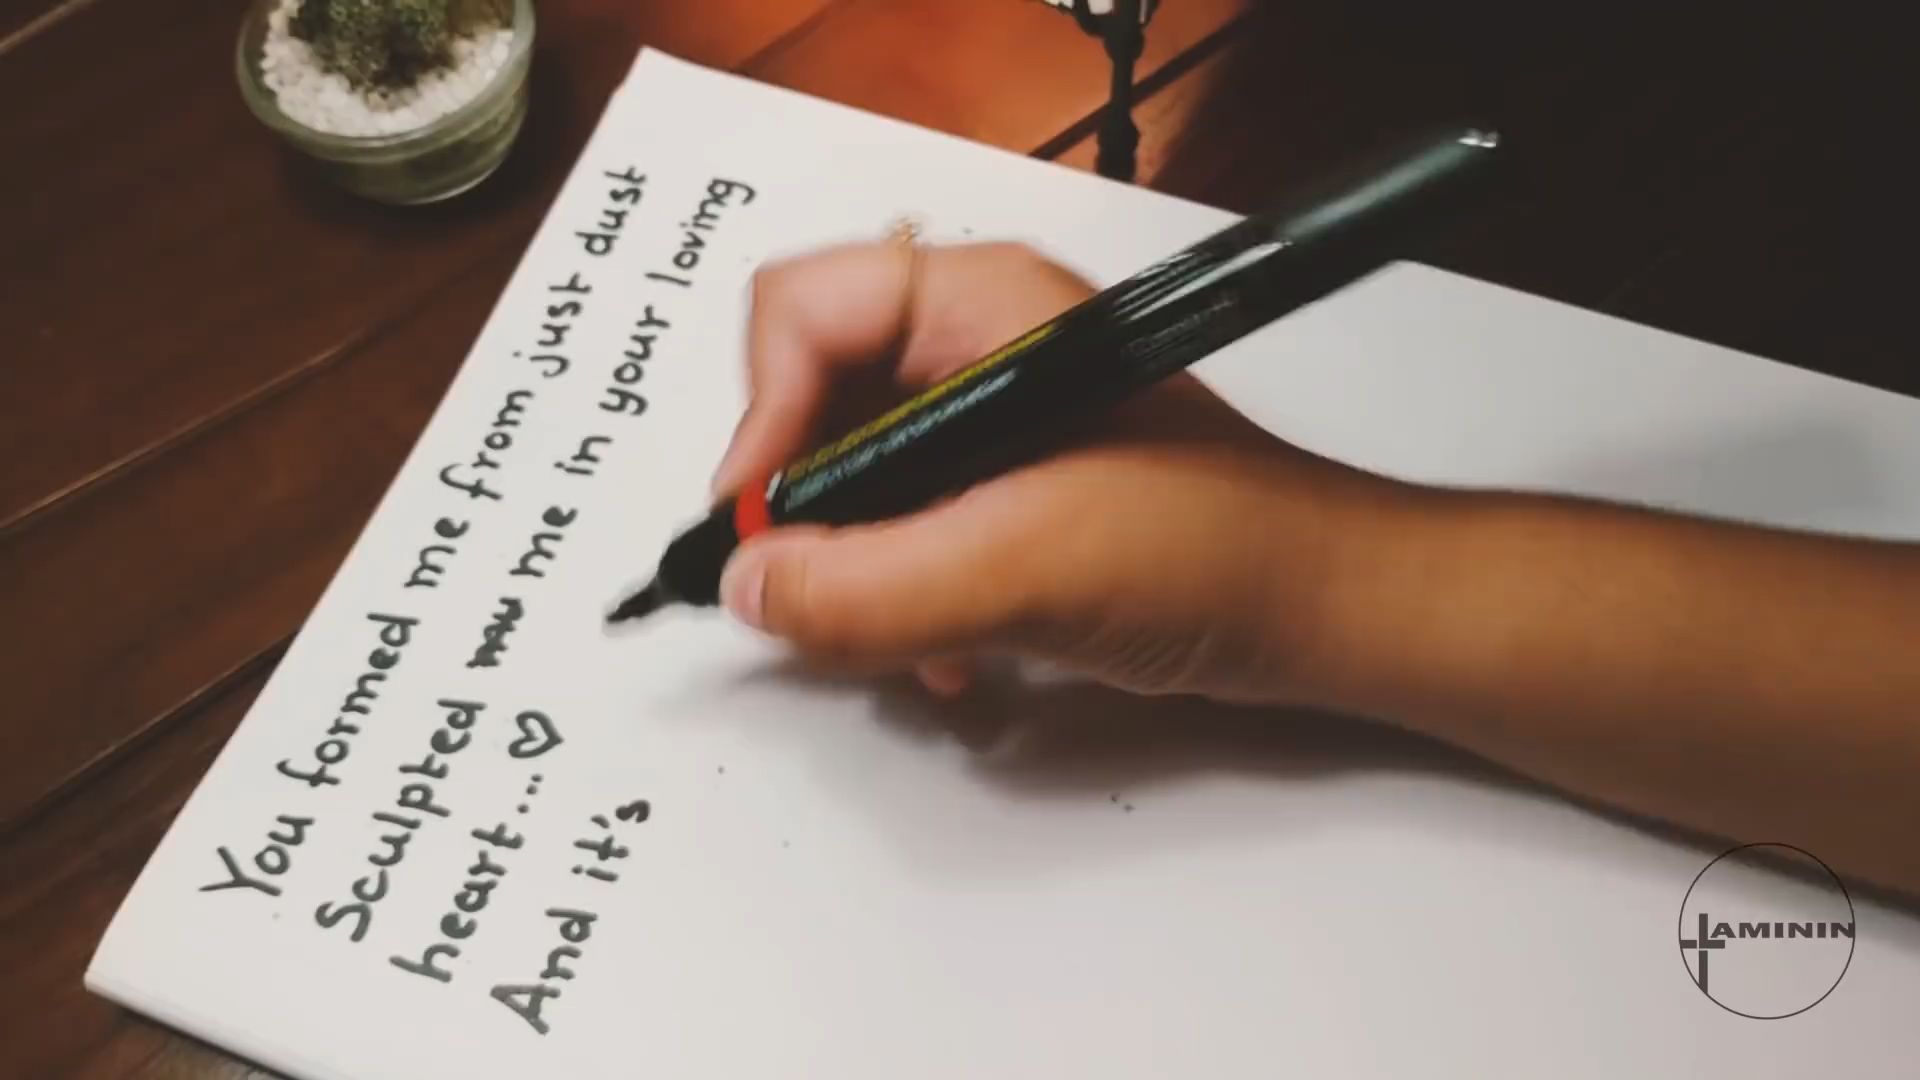 You formed me from just dust
Sculpted me in your loving
heart....♡
And it's
LAMININ